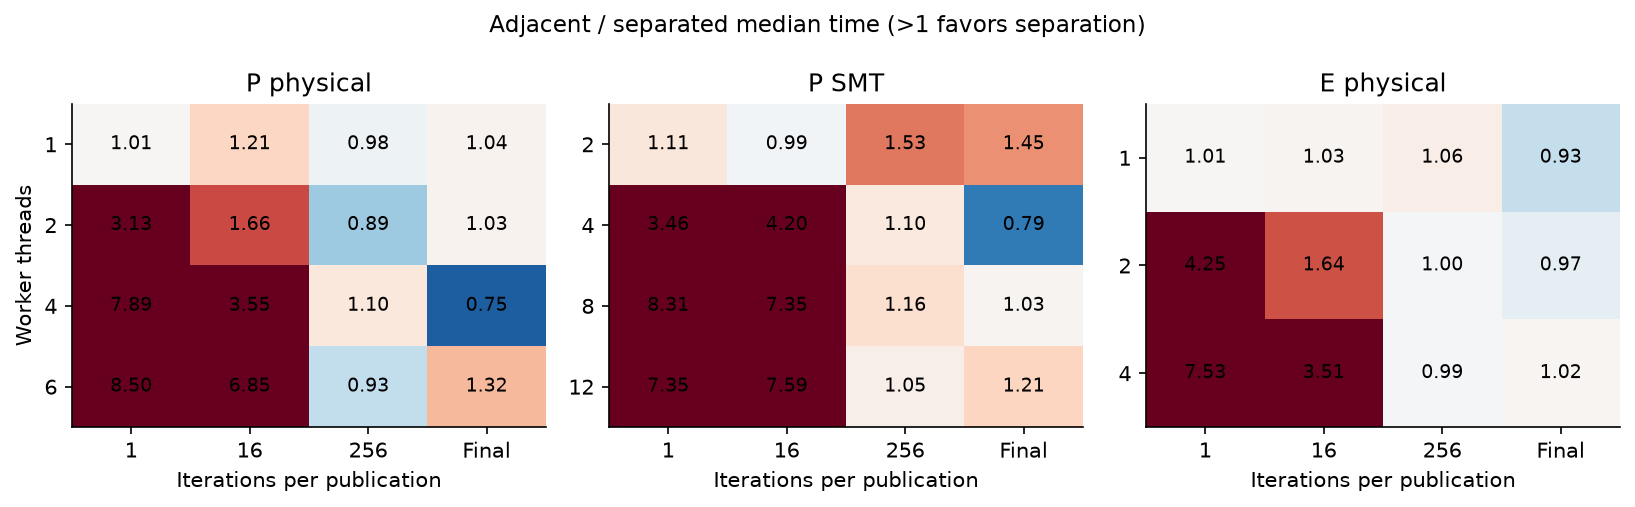 Adjacent / separated median time (>1 favors separation)
P physical
Worker threads
1 1.01 1.21 0.98 1.04
2 3.13 1.66 0.89 1.03
4 7.89 3.55 1.10 0.75
6 8.50 6.85 0.93 1.32
1 16 256 Final
Iterations per publication
P SMT
2 1.11 0.99 1.53 1.45
4 3.46 4.20 1.10 0.79
8 8.31 7.35 1.16 1.03
12 7.35 7.59 1.05 1.21
1 16 256 Final
Iterations per publication
E physical
1 1.01 1.03 1.06 0.93
2 4.25 1.64 1.00 0.97
4 7.53 3.51 0.99 1.02
1 16 256 Final
Iterations per publication